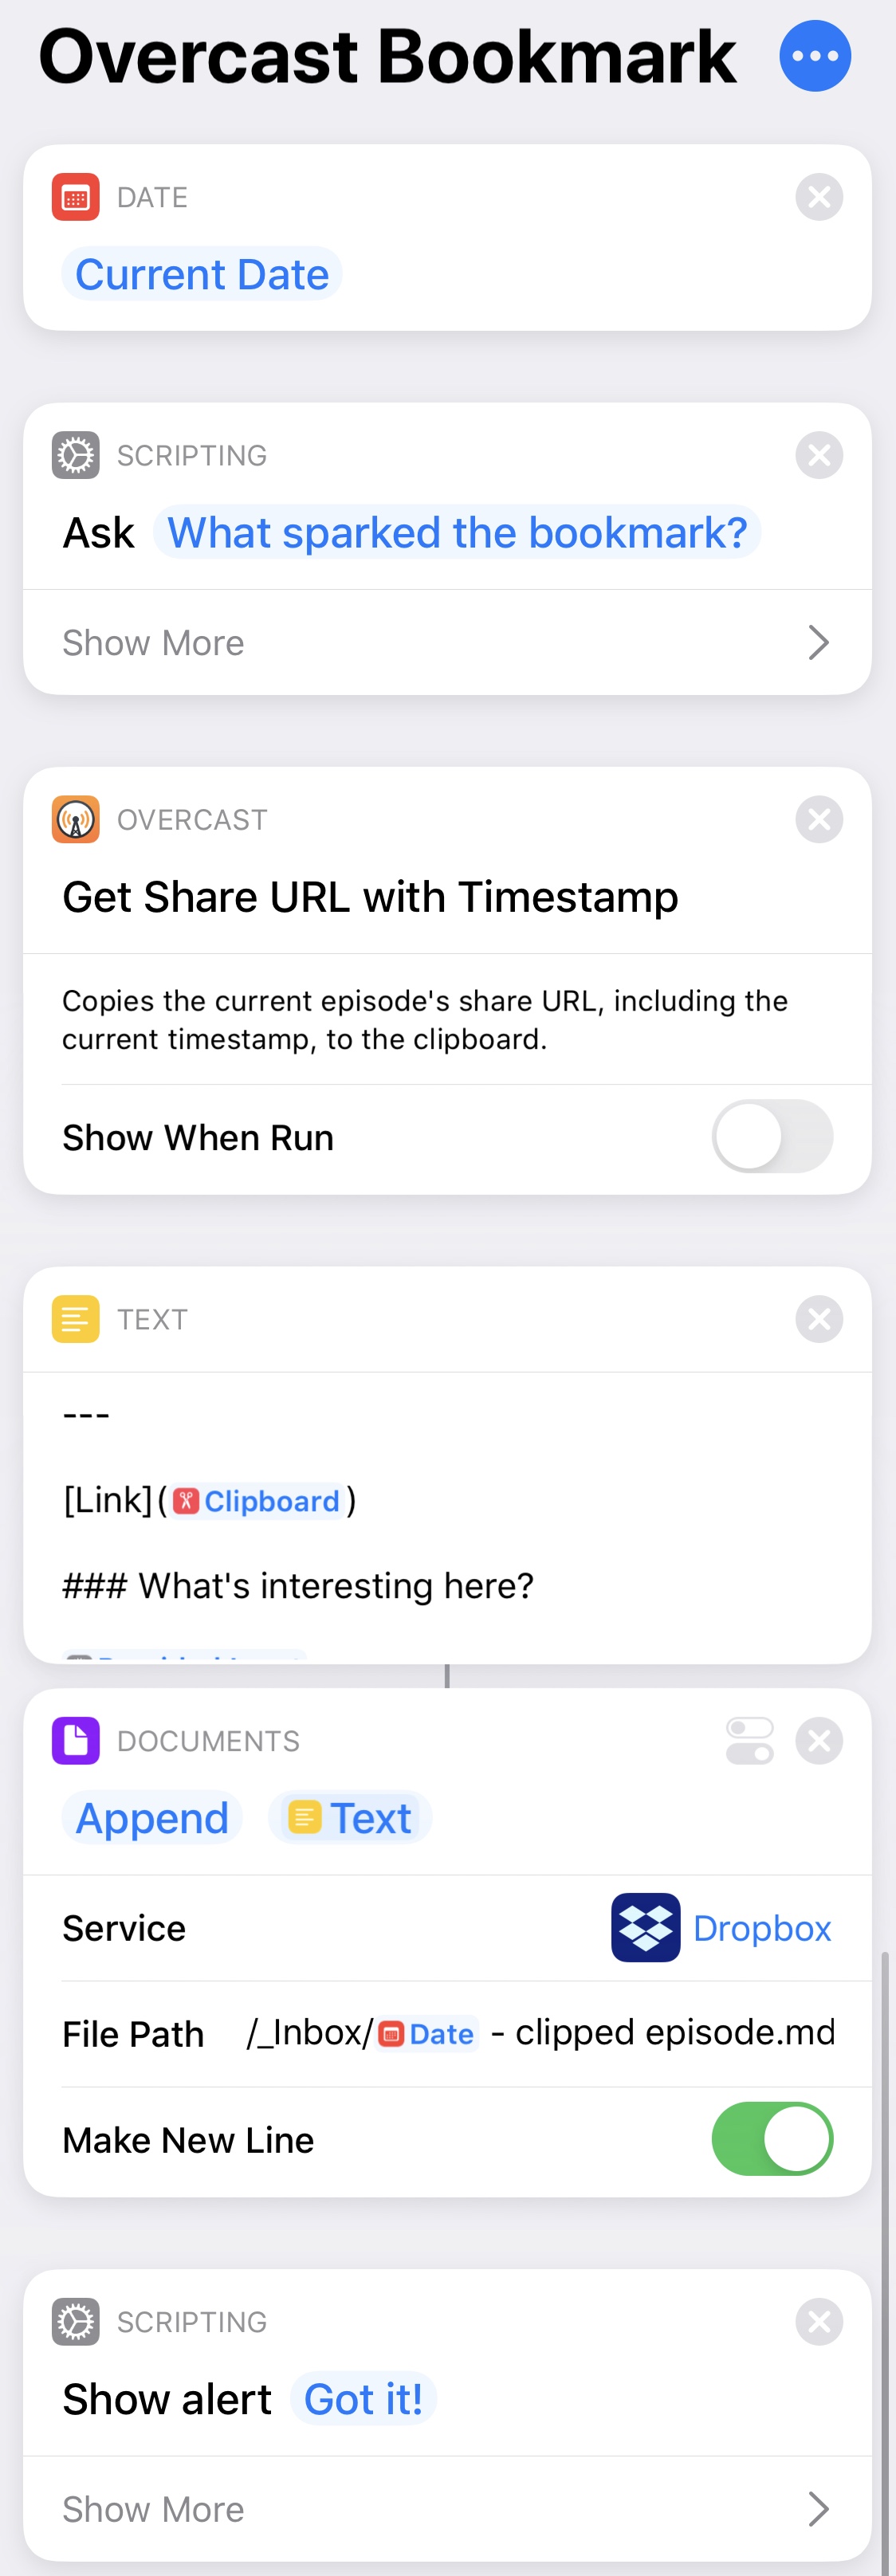 Overcast Bookmark
DATE
Current Date
SCRIPTING
Ask What sparked the bookmark?
Show More
OVERCAST
Get Share URL with Timestamp
Copies the current episode's share URL, including the
current timestamp, to the clipboard.
Show When Run
TEXT
---
[Link](Clipboard)
### What's interesting here?
DOCUMENTS
Append Text
Service Dropbox
File Path /_Inbox/Date - clipped episode.md
Make New Line
SCRIPTING
Show alert Got it!
Show More